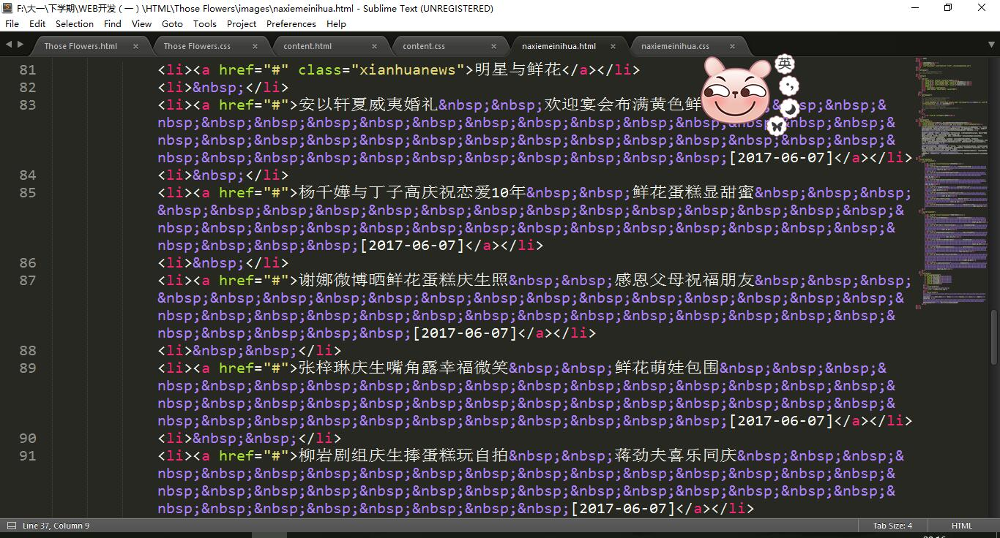 F:\大一\下学期\WEB开发 ( 一 ) \HTML\Those Flowers\images\naxiemeinihua.html - Sublime Text (UNREGISTERED)
File Edit Selection Find View Goto Tools Project Preferences Help
Those Flowers.html × Those Flowers.css × content.html × content.css × naxiemeinihua.html × naxiemeinihua.css ×
81 <li><a href="#" class="xianhuanews">明星与鲜花</a></li>
英
82 <li>&nbsp;</li>
83 <li><a href="#">安以轩夏威夷婚礼&nbsp;&nbsp;欢迎宴会布满黄色鲜 &nbsp;&
nbsp;&nbsp;&nbsp;&nbsp;&nbsp;&nbsp;&nbsp;&nbsp;&nbsp;&nbsp;&nbsp;&nbsp;&nbsp;&
nbsp;&nbsp;&nbsp;&nbsp;&nbsp;&nbsp;&nbsp;&nbsp;&nbsp;&nbsp;&nbsp;&nbsp;&nbsp;&
nbsp;&nbsp;&nbsp;&nbsp;&nbsp;&nbsp;&nbsp;&nbsp;&nbsp;&nbsp;&nbsp;[2017-06-07]</a></li>
84 <li>&nbsp;</li>
85 <li><a href="#">杨千嬅与丁子高庆祝恋爱10年&nbsp;&nbsp;鲜花蛋糕显甜蜜&nbsp;&nbsp;&nbsp;
&nbsp;&nbsp;&nbsp;&nbsp;&nbsp;&nbsp;&nbsp;&nbsp;&nbsp;&nbsp;&nbsp;&nbsp;&nbsp;&nbsp;&
nbsp;&nbsp;&nbsp;&nbsp;&nbsp;&nbsp;&nbsp;&nbsp;&nbsp;&nbsp;&nbsp;&nbsp;&nbsp;&nbsp;&
nbsp;&nbsp;&nbsp;&nbsp;[2017-06-07]</a></li>
86 <li>&nbsp;</li>
87 <li><a href="#">谢娜微博晒鲜花蛋糕庆生照&nbsp;&nbsp;感恩父母祝福朋友&nbsp;&nbsp;&nbsp;
&nbsp;&nbsp;&nbsp;&nbsp;&nbsp;&nbsp;&nbsp;&nbsp;&nbsp;&nbsp;&nbsp;&nbsp;&nbsp;&nbsp;&
nbsp;&nbsp;&nbsp;&nbsp;&nbsp;&nbsp;&nbsp;&nbsp;&nbsp;&nbsp;&nbsp;&nbsp;&nbsp;&nbsp;&
nbsp;&nbsp;&nbsp;&nbsp;&nbsp;[2017-06-07]</a></li>
88 <li>&nbsp;&nbsp;</li>
89 <li><a href="#">张梓琳庆生嘴角露幸福微笑&nbsp;&nbsp;鲜花萌娃包围&nbsp;&nbsp;&nbsp;&
nbsp;&nbsp;&nbsp;&nbsp;&nbsp;&nbsp;&nbsp;&nbsp;&nbsp;&nbsp;&nbsp;&nbsp;&nbsp;&nbsp;&
nbsp;&nbsp;&nbsp;&nbsp;&nbsp;&nbsp;&nbsp;&nbsp;&nbsp;&nbsp;&nbsp;&nbsp;&nbsp;&nbsp;&
nbsp;&nbsp;&nbsp;&nbsp;&nbsp;&nbsp;&nbsp;&nbsp;&nbsp;&nbsp;&nbsp;[2017-06-07]</a></li>
90 <li>&nbsp;&nbsp;</li>
91 <li><a href="#">柳岩剧组庆生捧蛋糕玩自拍&nbsp;&nbsp;蒋劲夫喜乐同庆&nbsp;&nbsp;&nbsp;&
nbsp;&nbsp;&nbsp;&nbsp;&nbsp;&nbsp;&nbsp;&nbsp;&nbsp;&nbsp;&nbsp;&nbsp;&nbsp;&nbsp;&
nbsp;&nbsp;&nbsp;&nbsp;&nbsp;&nbsp;&nbsp;&nbsp;&nbsp;&nbsp;&nbsp;&nbsp;&nbsp;&nbsp;&
nbsp;&nbsp;&nbsp;&nbsp;&nbsp;&nbsp;&nbsp;&nbsp;[2017-06-07]</a></li>
Line 37, Column 9 Tab Size: 4 HTML